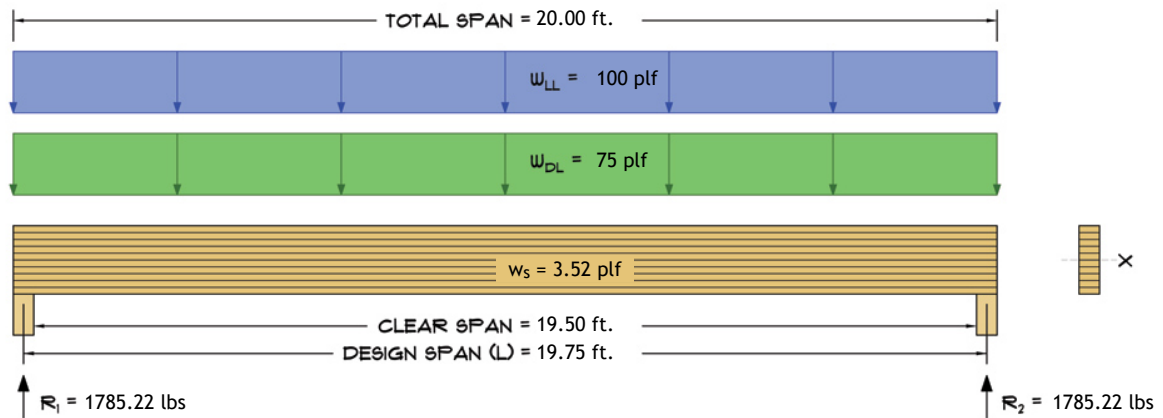 TOTAL SPAN = 20.00 ft.
wLL = 100 plf
wDL = 75 plf
ws = 3.52 plf
X
CLEAR SPAN = 19.50 ft.
DESIGN SPAN (L) = 19.75 ft.
R1 = 1785.22 lbs
R2 = 1785.22 lbs